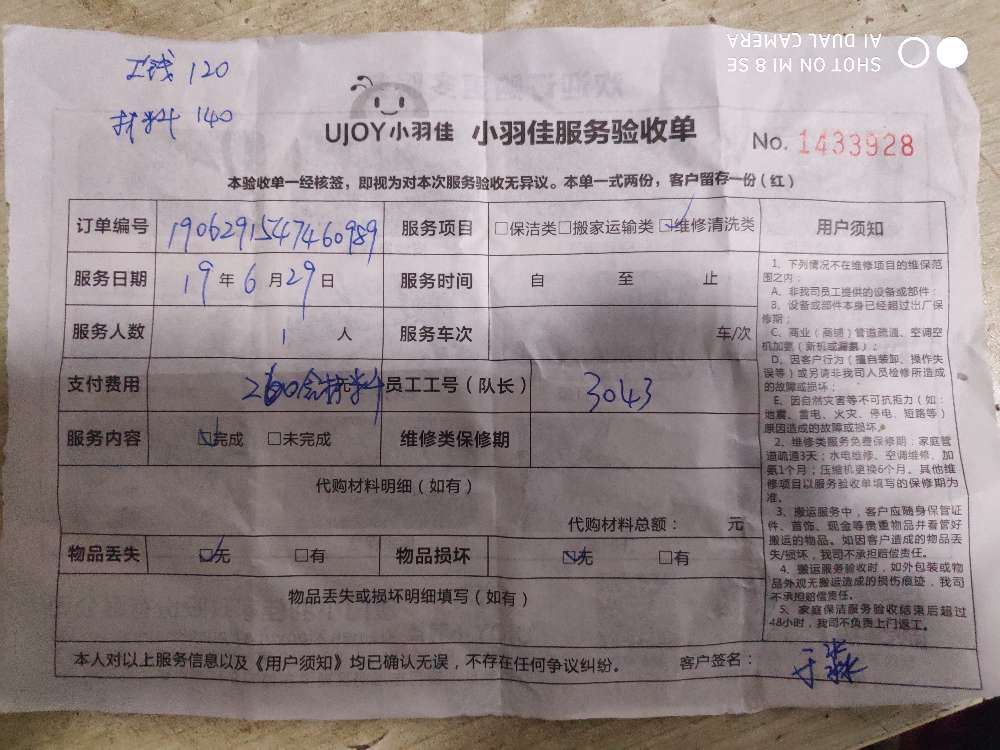 SHOT ON MI 8 SE
AI DUAL CAMERA
工钱 120
材料 140
UJOY小羽佳 小羽佳服务验收单
No. 1433928
本验收单一经核签，即视为对本次服务验收无异议。本单一式两份，客户留存一份（红）
订单编号 1906291547460989 服务项目 □保洁类□搬家运输类☑维修清洗类
服务日期 19年6月29日 服务时间 自 至 止
服务人数 1 人 服务车次 车/次
支付费用 260含材料 员工工号（队长） 3043
服务内容 ☑完成 □未完成 维修类保修期
代购材料明细（如有）
代购材料总额： 元
物品丢失 ☑无 □有 物品损坏 ☑无 □有
物品丢失或损坏明细填写（如有）
本人对以上服务信息以及《用户须知》均已确认无误，不存在任何争议纠纷。 客户签名：
用户须知
1、下列情况不在维修项目的维保范
围之内：
A、非我司员工提供的设备或部件；
B、设备或部件本身已经超过出厂保
修期；
C、商业（商铺）管道疏通、空调空
机加氨（新机或漏氨）；
D、因客户行为（擅自装卸、操作失
误等）或另请非我司人员检修所造成
的故障或损坏；
E、因自然灾害等不可抗拒力（如：
地震、雷电、火灾、停电、短路等）
原因造成的故障或损坏。
2、维修类服务免费保修期：家庭管
道疏通3天；水电维修、空调维修、加
氨1个月；压缩机更换6个月。其他维
修项目以服务验收单填写的保修期为
准。
3、搬运服务中，客户应随身保管证
件、首饰、现金等贵重物品并看管好
搬运的物品。如因客户造成的物品丢
失/损坏，我司不承担赔偿责任。
4、搬运服务验收时，如外包装或物
品外观无搬运造成的损伤痕迹，我司
不承担赔偿责任。
5、家庭保洁服务验收结束后超过
48小时，我司不负责上门返工。